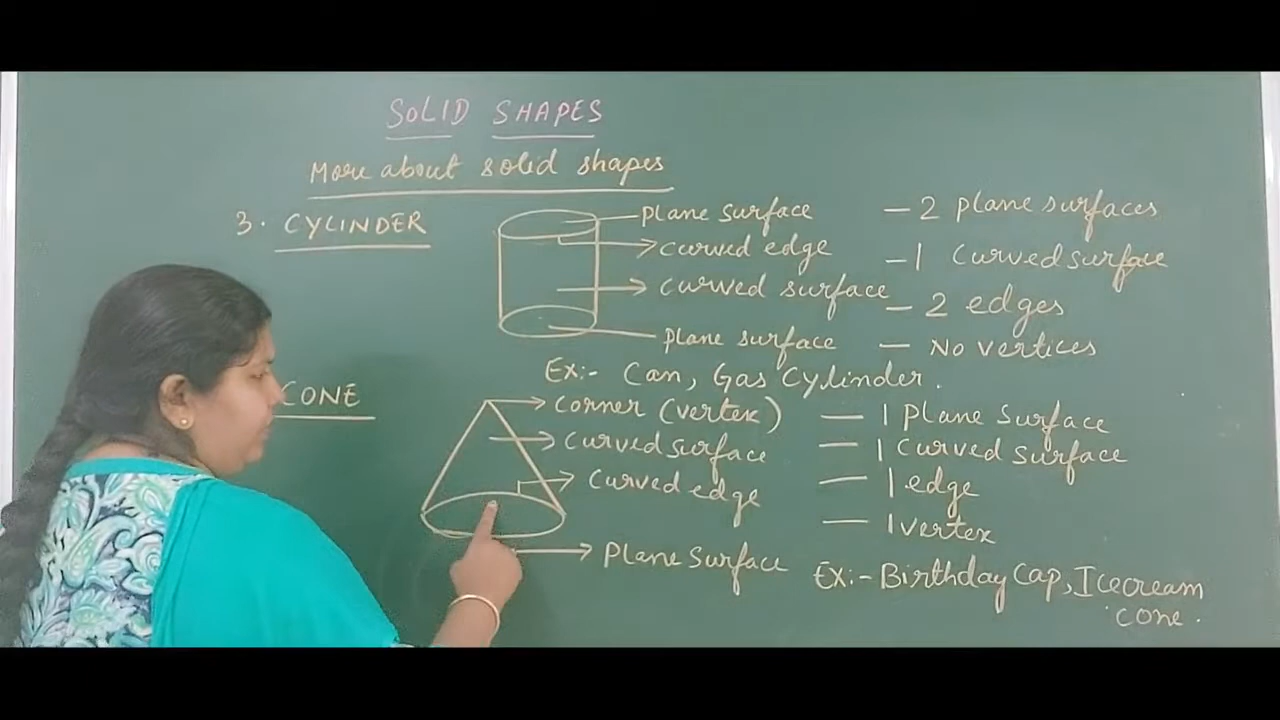 SOLID SHAPES
More about solid shapes
3. CYLINDER
plane surface
curved edge
curved surface
plane surface
- 2 plane surfaces
- 1 Curved surface
- 2 edges
- No vertices
Ex:- Can, Gas Cylinder.
CONE
Corner (vertex)
Curved surface
Curved edge
Plane surface
- 1 plane surface
- 1 curved surface
- 1 edge
- 1 vertex
Ex:- Birthday Cap, Icecream
cone.